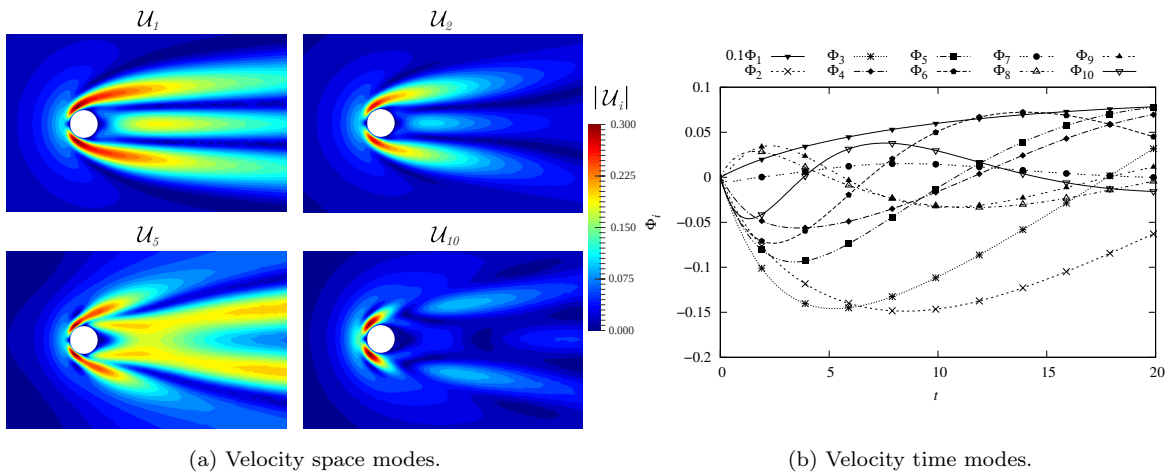 U1
U2
|Ui|
0.300
0.225
0.150
0.075
0.000
U5
U10
(a) Velocity space modes.
0.1Φ1 Φ3 Φ5 Φ7 Φ9
Φ2 Φ4 Φ6 Φ8 Φ10
0.1
0.05
0
−0.05
−0.1
−0.15
−0.2
Φi
0 5 10 15 20
t
(b) Velocity time modes.